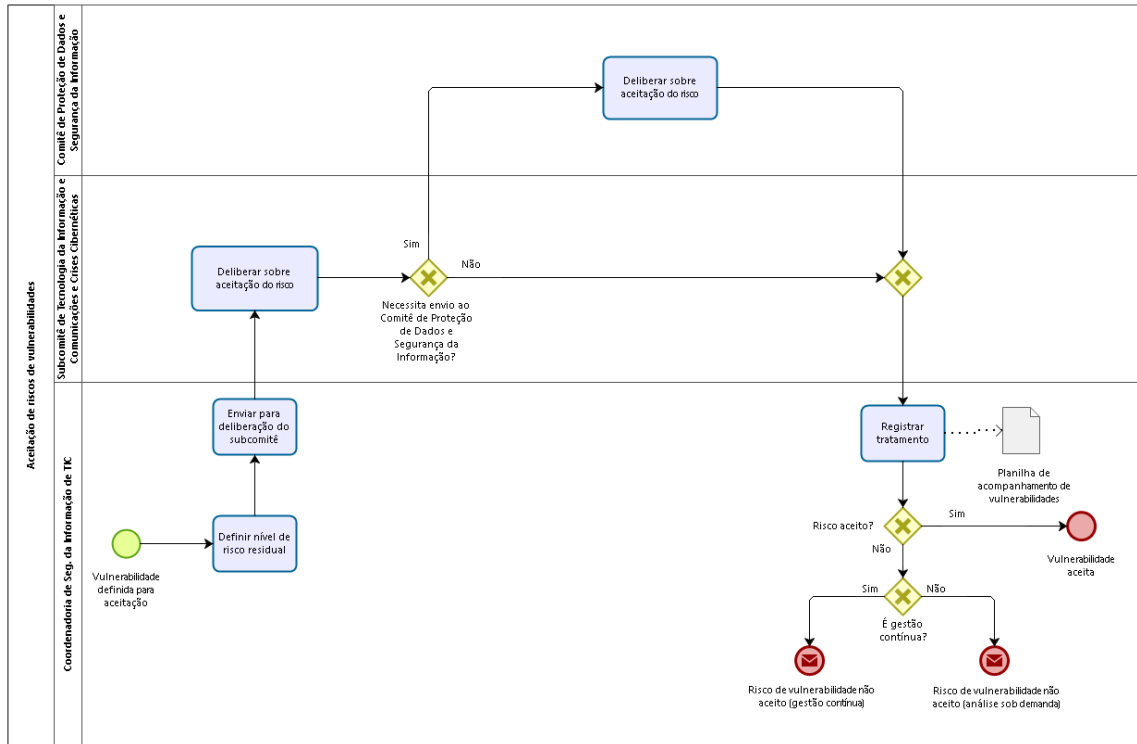 Aceitação de riscos de vulnerabilidades
Comitê de Proteção de Dados e
Segurança da Informação
Deliberar sobre
aceitação do risco
Subcomitê de Tecnologia da Informação e
Comunicações e Crises Cibernéticas
Deliberar sobre
aceitação do risco
Sim
Não
Necessita envio ao
Comitê de Proteção
de Dados e
Segurança da
Informação?
Coordenadoria de Seg. da Informação de TIC
Enviar para
deliberação do
subcomitê
Definir nível de
risco residual
Vulnerabilidade
definida para
aceitação
Registrar
tratamento
Planilha de
acompanhamento de
vulnerabilidades
Risco aceito?
Sim
Não
Vulnerabilidade
aceita
Sim
Não
É gestão
contínua?
Risco de vulnerabilidade não
aceito (gestão contínua)
Risco de vulnerabilidade não
aceito (análise sob demanda)